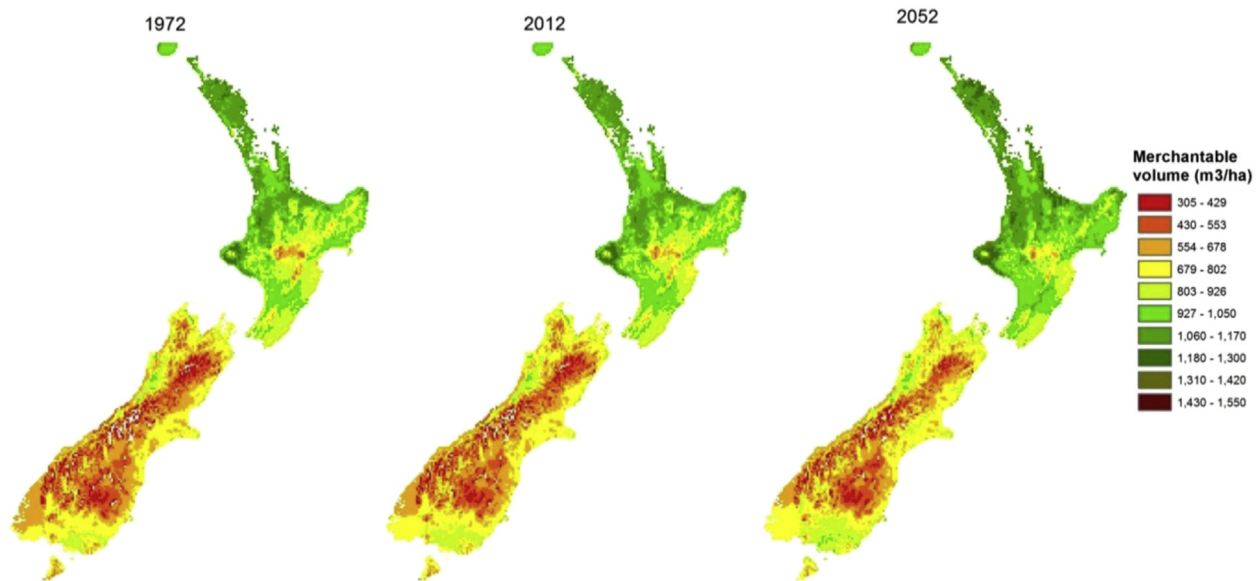 1972
2012
2052
Merchantable
volume (m3/ha)
305 - 429
430 - 553
554 - 678
679 - 802
803 - 926
927 - 1,050
1,060 - 1,170
1,180 - 1,300
1,310 - 1,420
1,430 - 1,550